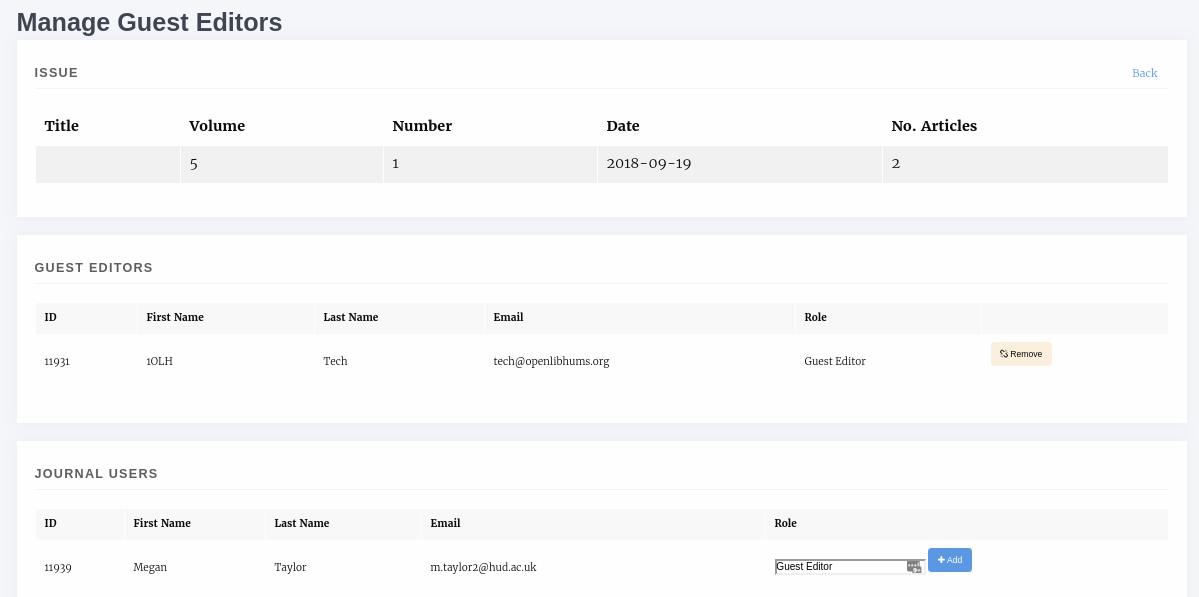 Manage Guest Editors
ISSUE Back
Title Volume Number Date No. Articles
5 1 2018-09-19 2
GUEST EDITORS
ID First Name Last Name Email Role
11931 1OLH Tech tech@openlibhums.org Guest Editor Remove
JOURNAL USERS
ID First Name Last Name Email Role
11939 Megan Taylor m.taylor2@hud.ac.uk Guest Editor Add